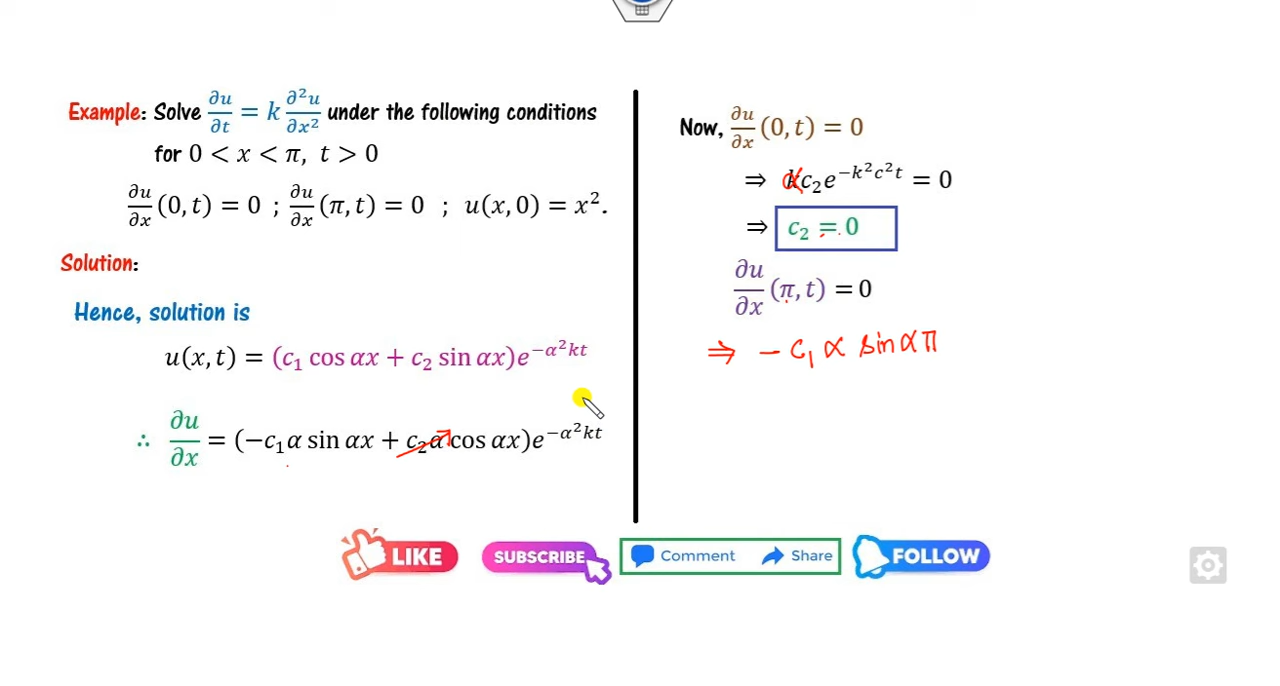 Example: Solve ∂u/∂t = k ∂²u/∂x² under the following conditions
for 0 < x < π, t > 0
∂u/∂x (0, t) = 0 ; ∂u/∂x (π, t) = 0 ; u(x, 0) = x².
Solution:
Hence, solution is
u(x, t) = (c₁ cos αx + c₂ sin αx)e^{−α²kt}
∴ ∂u/∂x = (−c₁α sin αx + c₂α cos αx)e^{−α²kt}
Now, ∂u/∂x (0, t) = 0
⇒ αc₂e^{−k²c²t} = 0
⇒ c₂ = 0
∂u/∂x (π, t) = 0
⇒ − c₁ α sin απ
LIKE
SUBSCRIBE
Comment
Share
FOLLOW